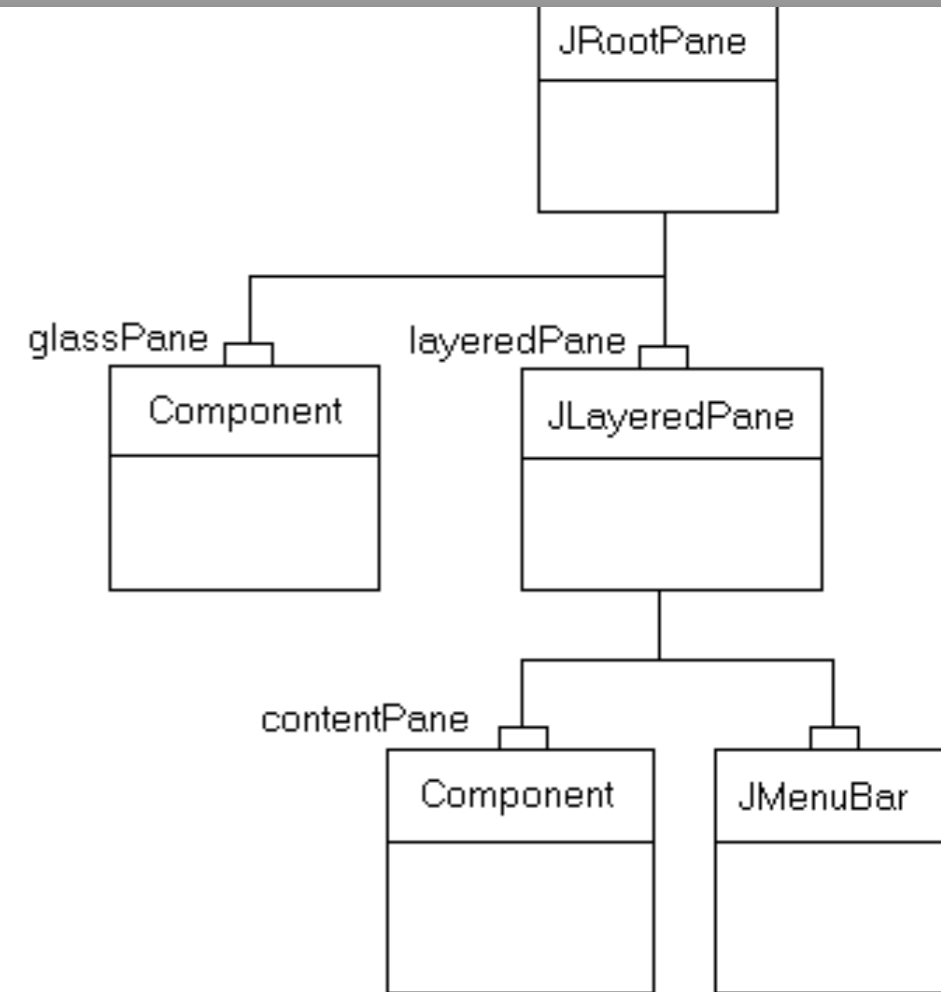 JRootPane
glassPane
layeredPane
Component
JLayeredPane
contentPane
Component
JMenuBar